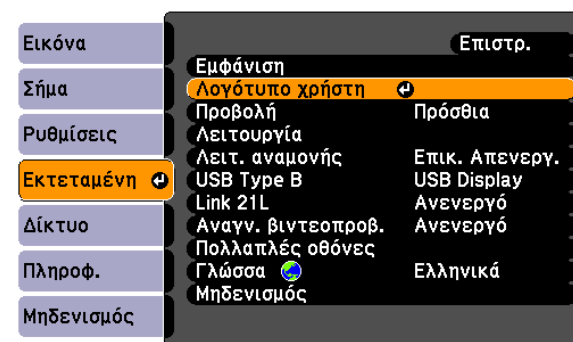 Εικόνα
Σήμα
Ρυθμίσεις
Εκτεταμένη
Δίκτυο
Πληροφ.
Μηδενισμός
Επιστρ.
Εμφάνιση
Λογότυπο χρήστη
Προβολή Πρόσθια
Λειτουργία
Λειτ. αναμονής Επικ. Απενεργ.
USB Type B USB Display
Link 21L Ανενεργό
Αναγν. βιντεοπροβ. Ανενεργό
Πολλαπλές οθόνες
Γλώσσα Ελληνικά
Μηδενισμός